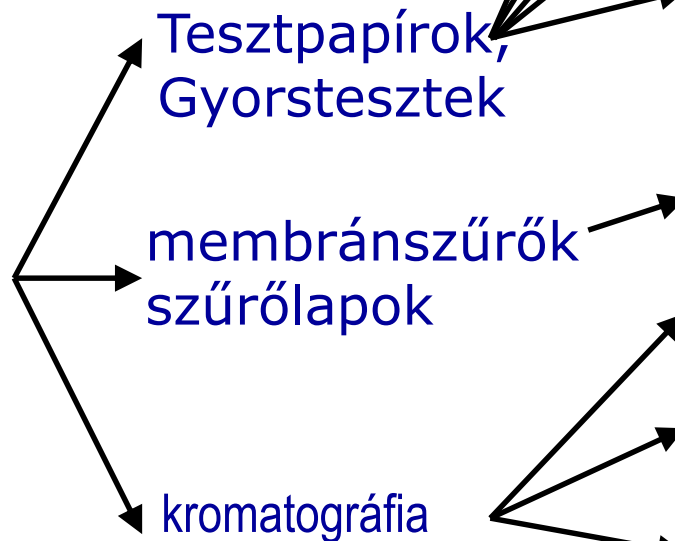 Tesztpapírok,
Gyorstesztek
membránszűrők
szűrőlapok
kromatográfia